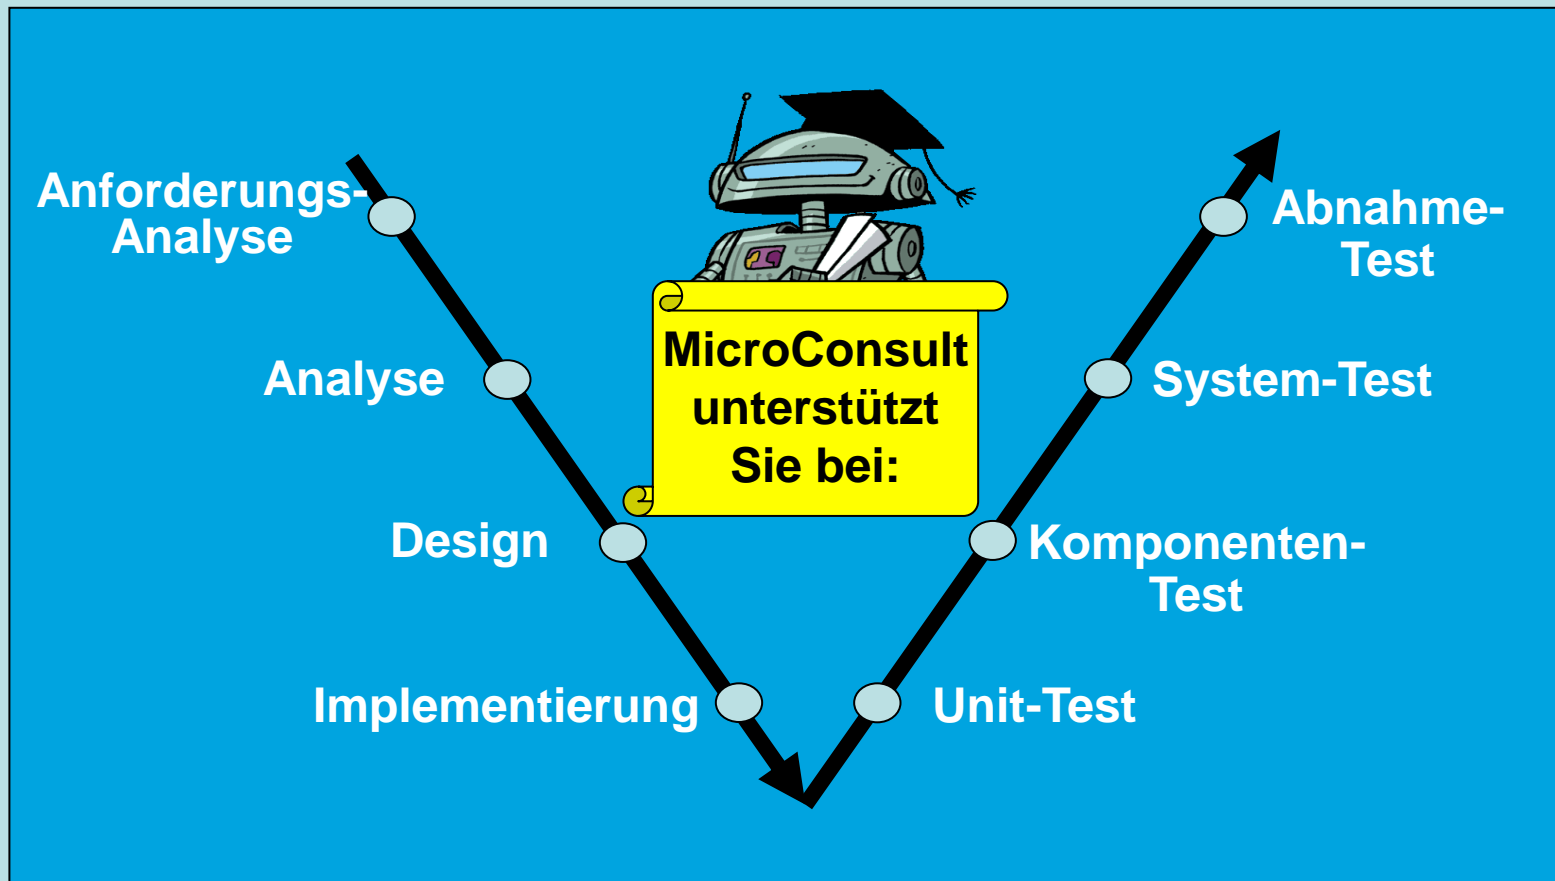 Anforderungs-
Analyse
Analyse
Design
Implementierung
MicroConsult
unterstützt
Sie bei:
Abnahme-
Test
System-Test
Komponenten-
Test
Unit-Test